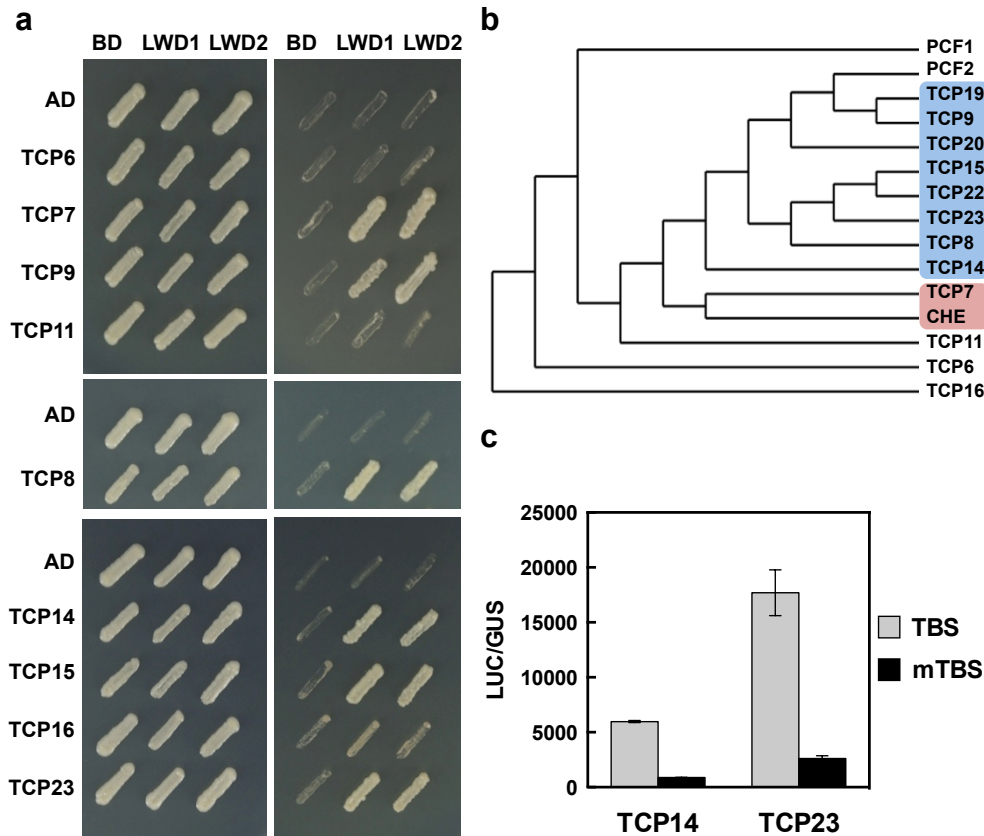 a
BD LWD1 LWD2 BD LWD1 LWD2
AD
TCP6
TCP7
TCP9
TCP11
AD
TCP8
AD
TCP14
TCP15
TCP16
TCP23
b
PCF1
PCF2
TCP19
TCP9
TCP20
TCP15
TCP22
TCP23
TCP8
TCP14
TCP7
CHE
TCP11
TCP6
TCP16
c
LUC/GUS
25000
20000
15000
10000
5000
0
TCP14 TCP23
TBS
mTBS